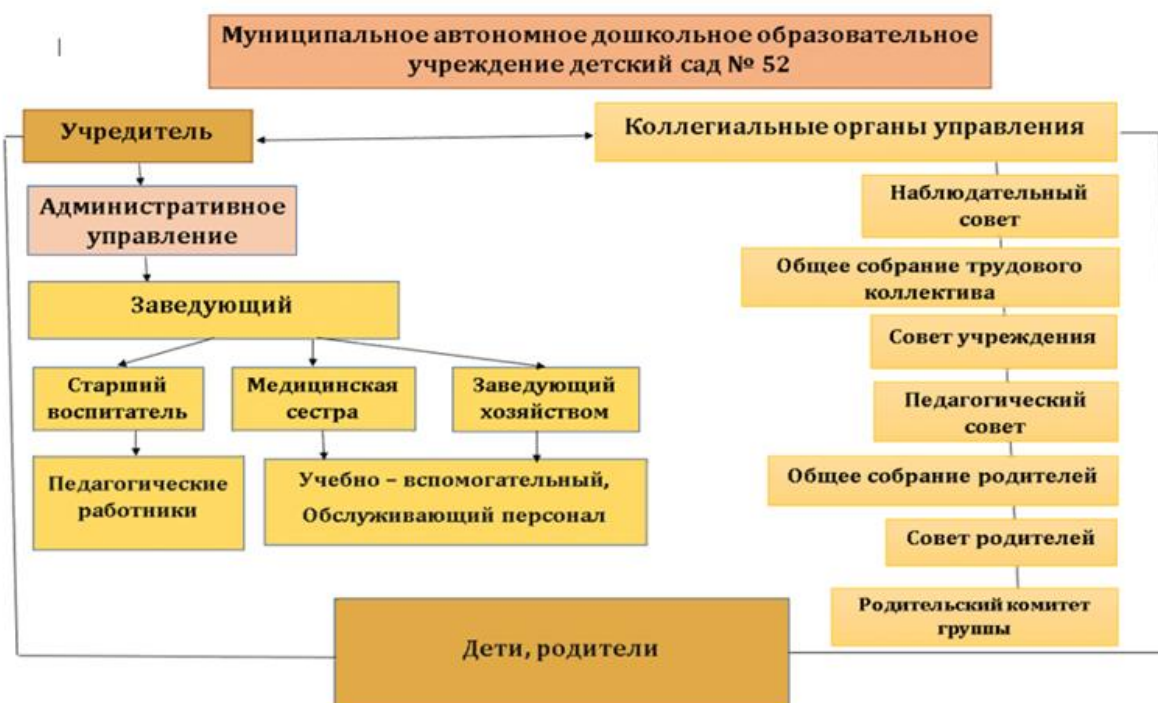 Муниципальное автономное дошкольное образовательное
учреждение детский сад № 52
Учредитель
Коллегиальные органы управления
Административное
управление
Заведующий
Старший
воспитатель
Медицинская
сестра
Заведующий
хозяйством
Педагогические
работники
Учебно – вспомогательный,
Обслуживающий персонал
Наблюдательный
совет
Общее собрание трудового
коллектива
Совет учреждения
Педагогический
совет
Общее собрание родителей
Совет родителей
Родительский комитет
группы
Дети, родители